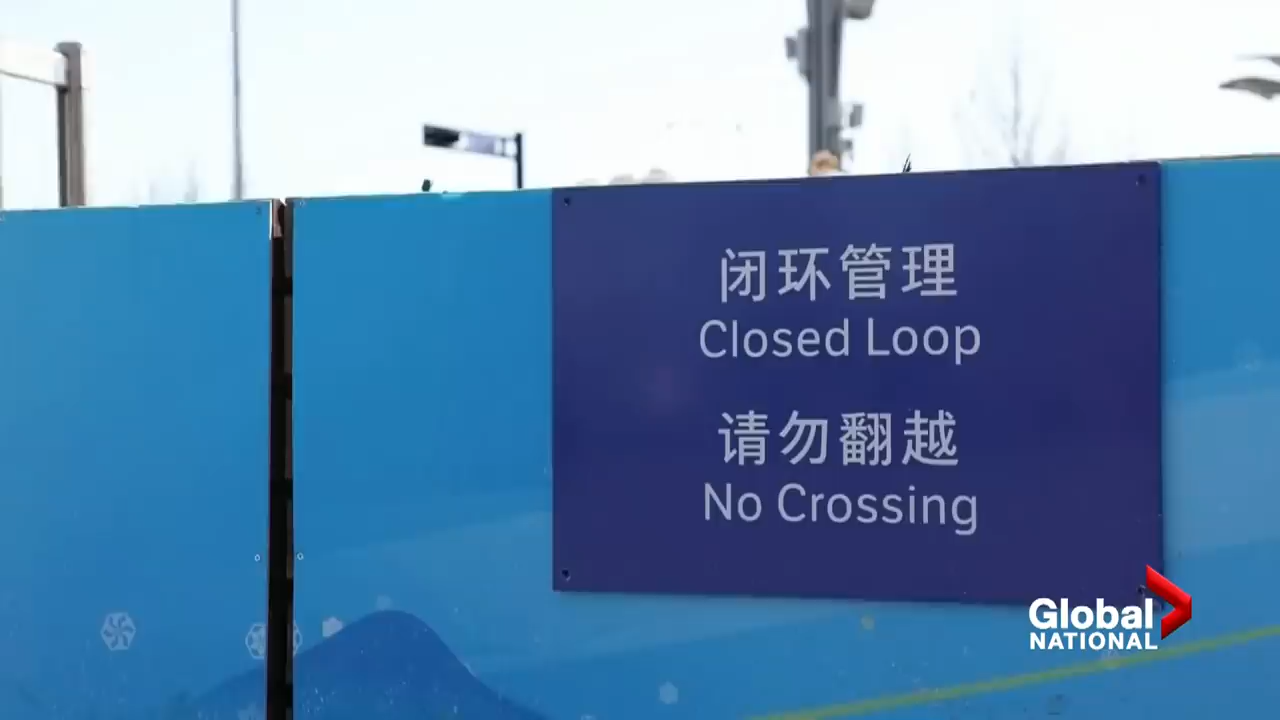 闭环管理
Closed Loop
请勿翻越
No Crossing
Global
NATIONAL